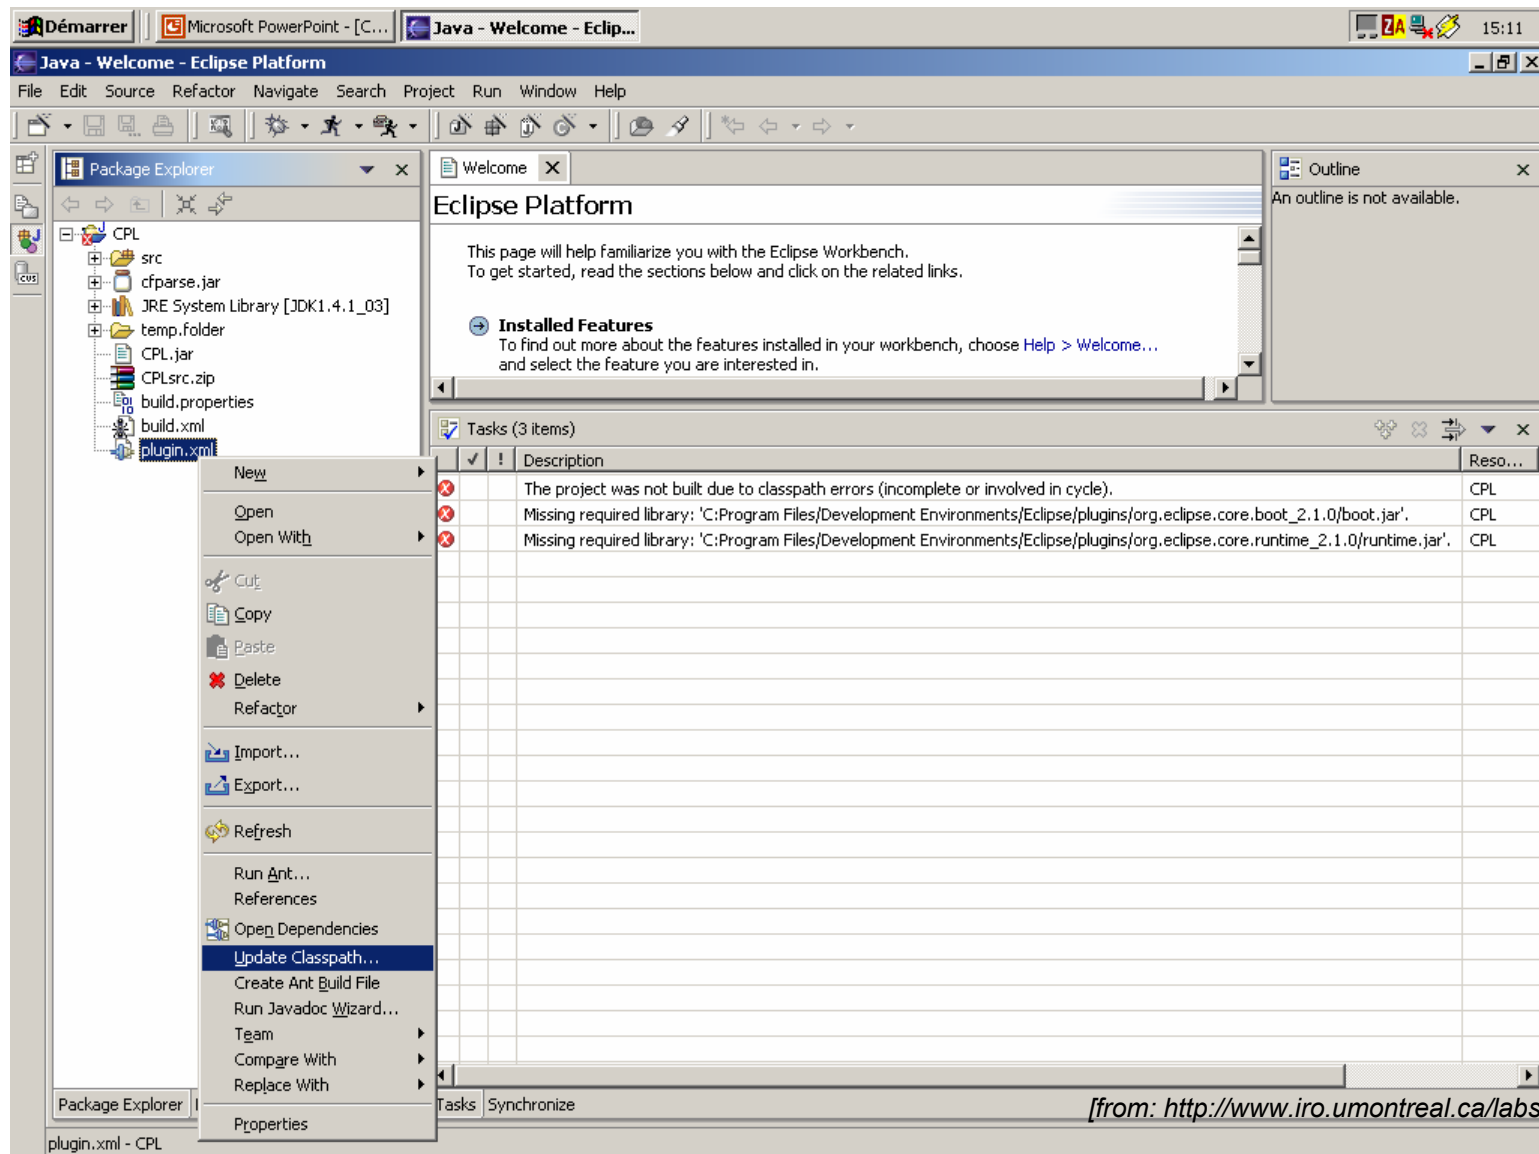 Démarrer
Microsoft PowerPoint - [C...
Java - Welcome - Eclip...
15:11
Java - Welcome - Eclipse Platform
File Edit Source Refactor Navigate Search Project Run Window Help
Package Explorer
Welcome
Outline
Eclipse Platform
An outline is not available.
CPL
src
cfparse.jar
JRE System Library [JDK1.4.1_03]
temp.folder
CPL.jar
CPLsrc.zip
build.properties
build.xml
plugin.xml
This page will help familiarize you with the Eclipse Workbench.
To get started, read the sections below and click on the related links.
Installed Features
To find out more about the features installed in your workbench, choose Help > Welcome...
and select the feature you are interested in.
Tasks (3 items)
✓ ! Description Reso...
The project was not built due to classpath errors (incomplete or involved in cycle). CPL
Missing required library: 'C:Program Files/Development Environments/Eclipse/plugins/org.eclipse.core.boot_2.1.0/boot.jar'. CPL
Missing required library: 'C:Program Files/Development Environments/Eclipse/plugins/org.eclipse.core.runtime_2.1.0/runtime.jar'. CPL
New
Open
Open With
Cut
Copy
Paste
Delete
Refactor
Import...
Export...
Refresh
Run Ant...
References
Open Dependencies
Update Classpath...
Create Ant Build File
Run Javadoc Wizard...
Team
Compare With
Replace With
Properties
Package Explorer
Tasks Synchronize
[from: http://www.iro.umontreal.ca/labs
plugin.xml - CPL